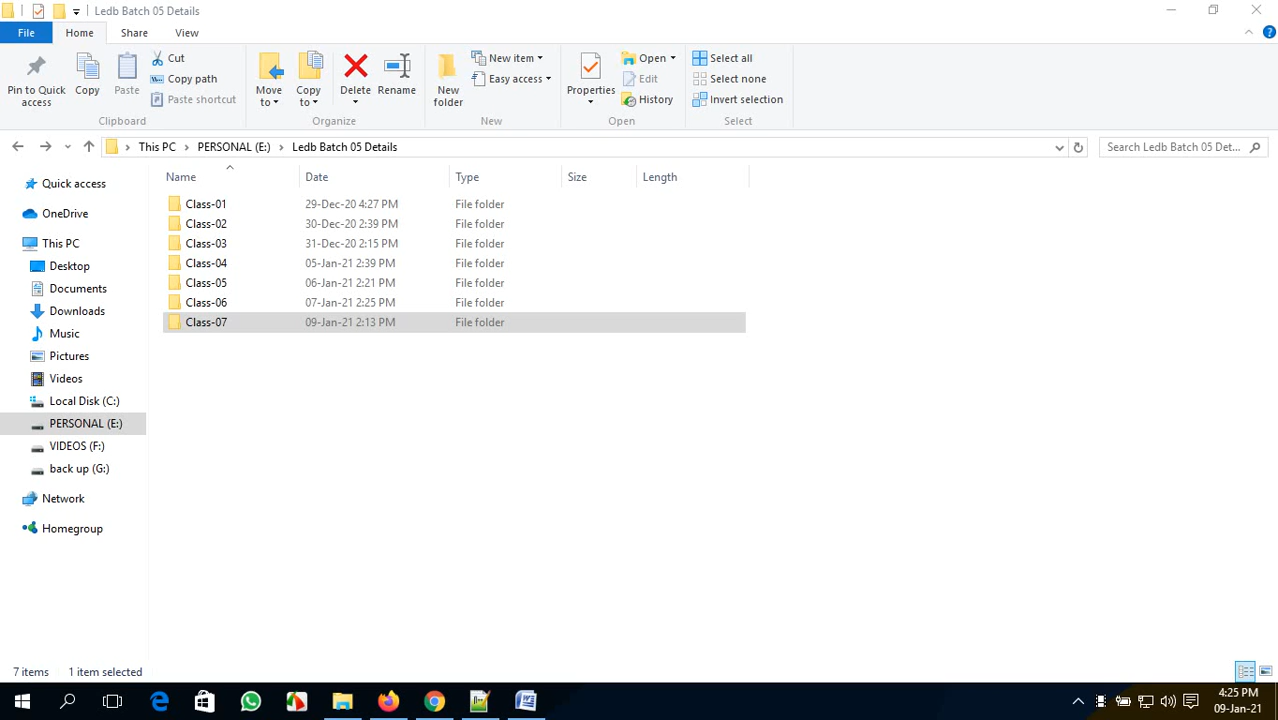 Ledb Batch 05 Details
File Home Share View
Pin to Quick access
Copy
Paste
Cut
Copy path
Paste shortcut
Clipboard
Move to
Copy to
Delete
Rename
Organize
New folder
New item
Easy access
New
Properties
Open
Edit
History
Open
Select all
Select none
Invert selection
Select
This PC PERSONAL (E:) Ledb Batch 05 Details
Search Ledb Batch 05 Det...
Name Date Type Size Length
Class-01 29-Dec-20 4:27 PM File folder
Class-02 30-Dec-20 2:39 PM File folder
Class-03 31-Dec-20 2:15 PM File folder
Class-04 05-Jan-21 2:39 PM File folder
Class-05 06-Jan-21 2:21 PM File folder
Class-06 07-Jan-21 2:25 PM File folder
Class-07 09-Jan-21 2:13 PM File folder
Quick access
OneDrive
This PC
Desktop
Documents
Downloads
Music
Pictures
Videos
Local Disk (C:)
PERSONAL (E:)
VIDEOS (F:)
back up (G:)
Network
Homegroup
7 items 1 item selected
4:25 PM
09-Jan-21